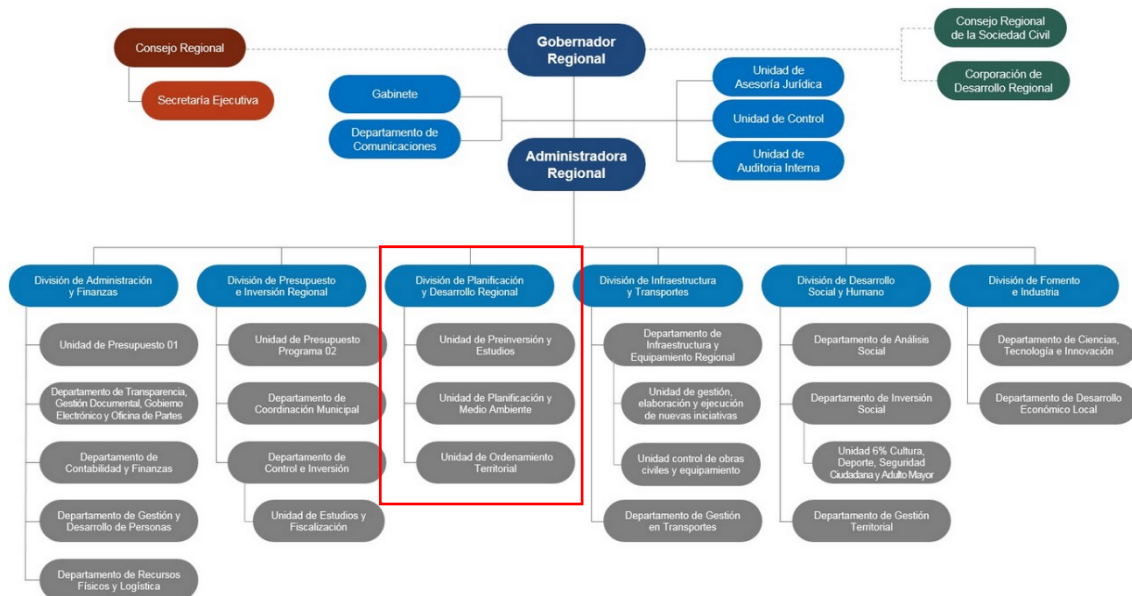 Gobernador
Regional
Consejo Regional
Secretaría Ejecutiva
Consejo Regional
de la Sociedad Civil
Corporación de
Desarrollo Regional
Gabinete
Departamento de
Comunicaciones
Unidad de
Asesoría Jurídica
Unidad de Control
Unidad de
Auditoria Interna
Administradora
Regional
División de Administración
y Finanzas
Unidad de Presupuesto 01
Departamento de Transparencia,
Gestión Documental, Gobierno
Electrónico y Oficina de Partes
Departamento de
Contabilidad y Finanzas
Departamento de Gestión y
Desarrollo de Personas
Departamento de Recursos
Físicos y Logística
División de Presupuesto
e Inversión Regional
Unidad de Presupuesto
Programa 02
Departamento de
Coordinación Municipal
Departamento de
Control e Inversión
Unidad de Estudios y
Fiscalización
División de Planificación
y Desarrollo Regional
Unidad de Preinversión y
Estudios
Unidad de Planificación y
Medio Ambiente
Unidad de Ordenamiento
Territorial
División de Infraestructura
y Transportes
Departamento de
Infraestructura y
Equipamiento Regional
Unidad de gestión,
elaboración y ejecución
de nuevas iniciativas
Unidad control de obras
civiles y equipamiento
Departamento de Gestión
en Transportes
División de Desarrollo
Social y Humano
Departamento de Análisis
Social
Departamento de Inversión
Social
Unidad 6% Cultura,
Deporte, Seguridad
Ciudadana y Adulto Mayor
Departamento de Gestión
Territorial
División de Fomento
e Industria
Departamento de Ciencias,
Tecnología e Innovación
Departamento de Desarrollo
Económico Local